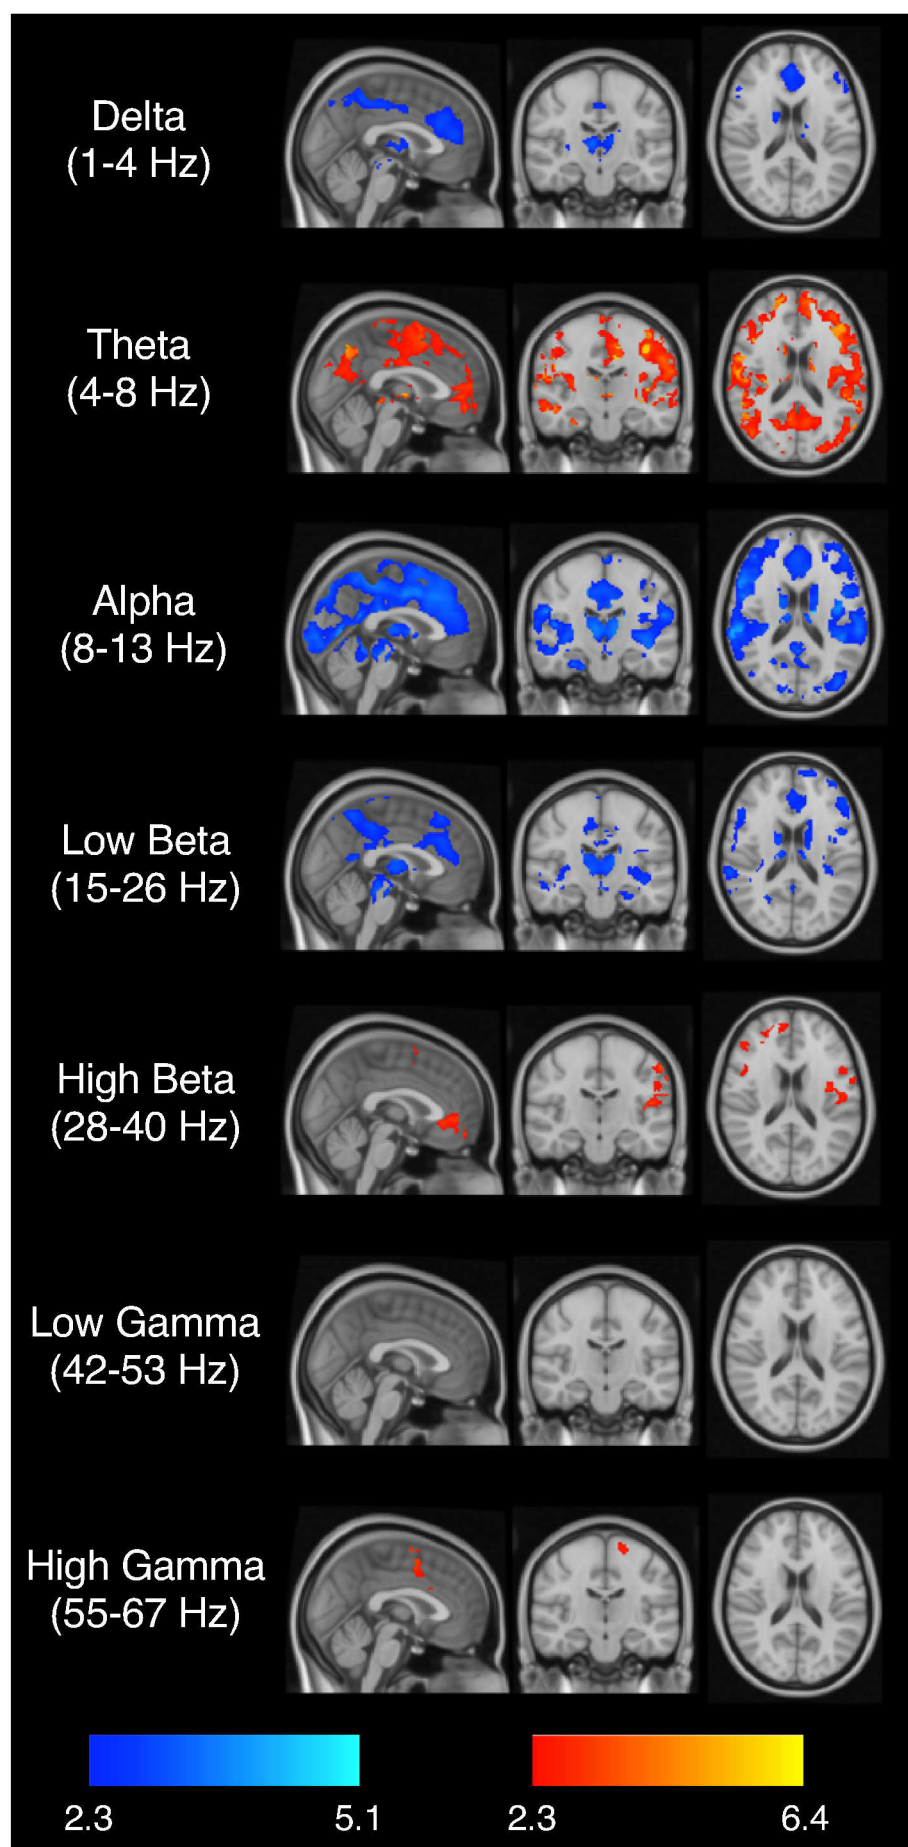 Delta
(1-4 Hz)
Theta
(4-8 Hz)
Alpha
(8-13 Hz)
Low Beta
(15-26 Hz)
High Beta
(28-40 Hz)
Low Gamma
(42-53 Hz)
High Gamma
(55-67 Hz)
2.3 5.1 2.3 6.4